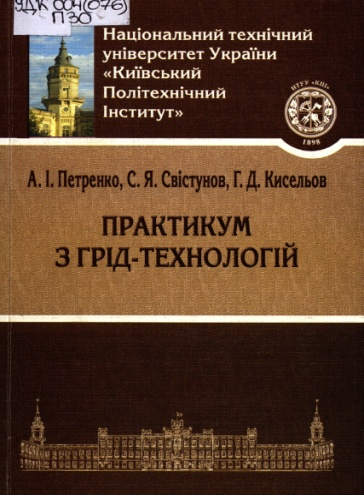 УДК 004(076)
П30
Національний технічний
університет України
«Київський
Політехнічний
Інститут»
НТУУ «КПІ»
1898
А. І. Петренко, С. Я. Свістунов, Г. Д. Кисельов
ПРАКТИКУМ
З ГРІД-ТЕХНОЛОГІЙ